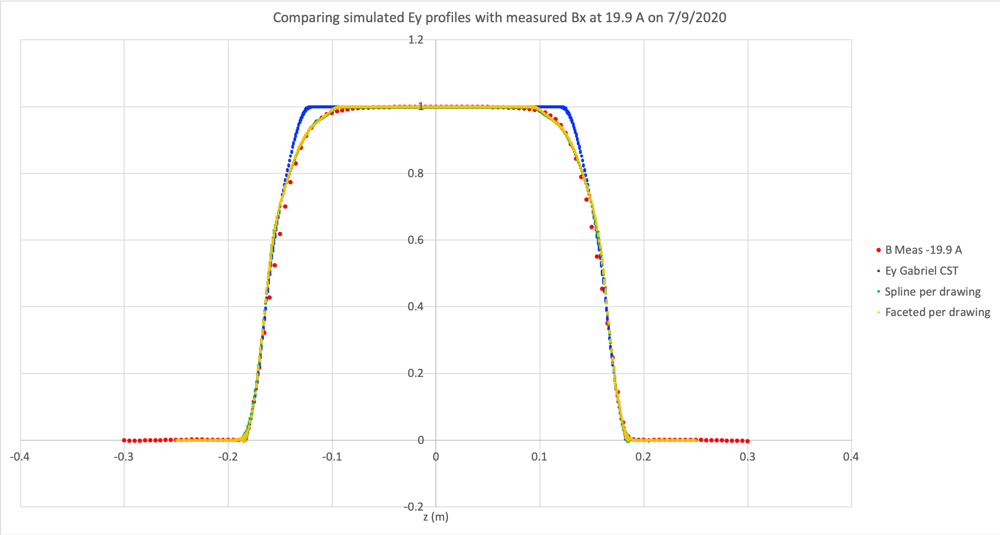 Comparing simulated Ey profiles with measured Bx at 19.9 A on 7/9/2020
1.2
1
0.8
0.6
0.4
0.2
0
-0.2
-0.4
-0.3
-0.2
-0.1
0
0.1
0.2
0.3
0.4
z (m)
B Meas -19.9 A
Ey Gabriel CST
Spline per drawing
Faceted per drawing